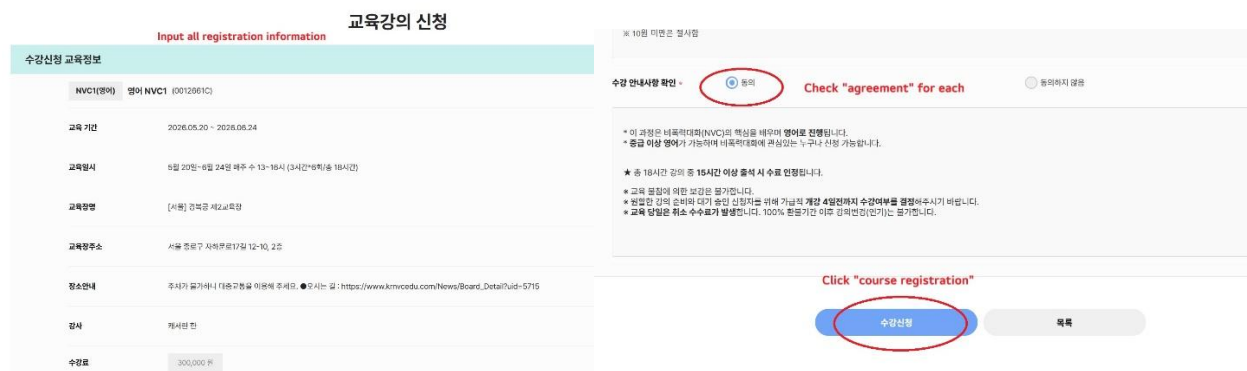 교육강의 신청
Input all registration information
수강신청 교육정보
NVC1(영어) 영어 NVC1 (0012661C)
교육 기간 2026.05.20 ~ 2026.06.24
교육일시 5월 20일~6월 24일 매주 수 13~16시 (3시간*6회/총 18시간)
교육장명 [서울] 경복궁 제2교육장
교육장주소 서울 종로구 자하문로17길 12-10, 2층
장소안내 주차가 불가하니 대중교통을 이용해 주세요. ●오시는 길 : https://www.krnvcedu.com/News/Board_Detail?uid=5715
강사 캐서린 한
수강료 300,000 원
※ 10원 미만은 절사함
수강 안내사항 확인 * 동의 Check "agreement" for each 동의하지 않음
* 이 과정은 비폭력대화(NVC)의 핵심을 배우며 영어로 진행됩니다.
* 중급 이상 영어가 가능하며 비폭력대화에 관심있는 누구나 신청 가능합니다.
★ 총 18시간 강의 중 15시간 이상 출석 시 수료 인정됩니다.
※ 교육 불참에 의한 보강은 불가합니다.
※ 원활한 강의 준비와 대기 승인 신청자를 위해 가급적 개강 4일전까지 수강여부를 결정해주시기 바랍니다.
※ 교육 당일은 취소 수수료가 발생합니다. 100% 환불기간 이후 강의변경(연기)는 불가합니다.
Click "course registration"
수강신청 목록